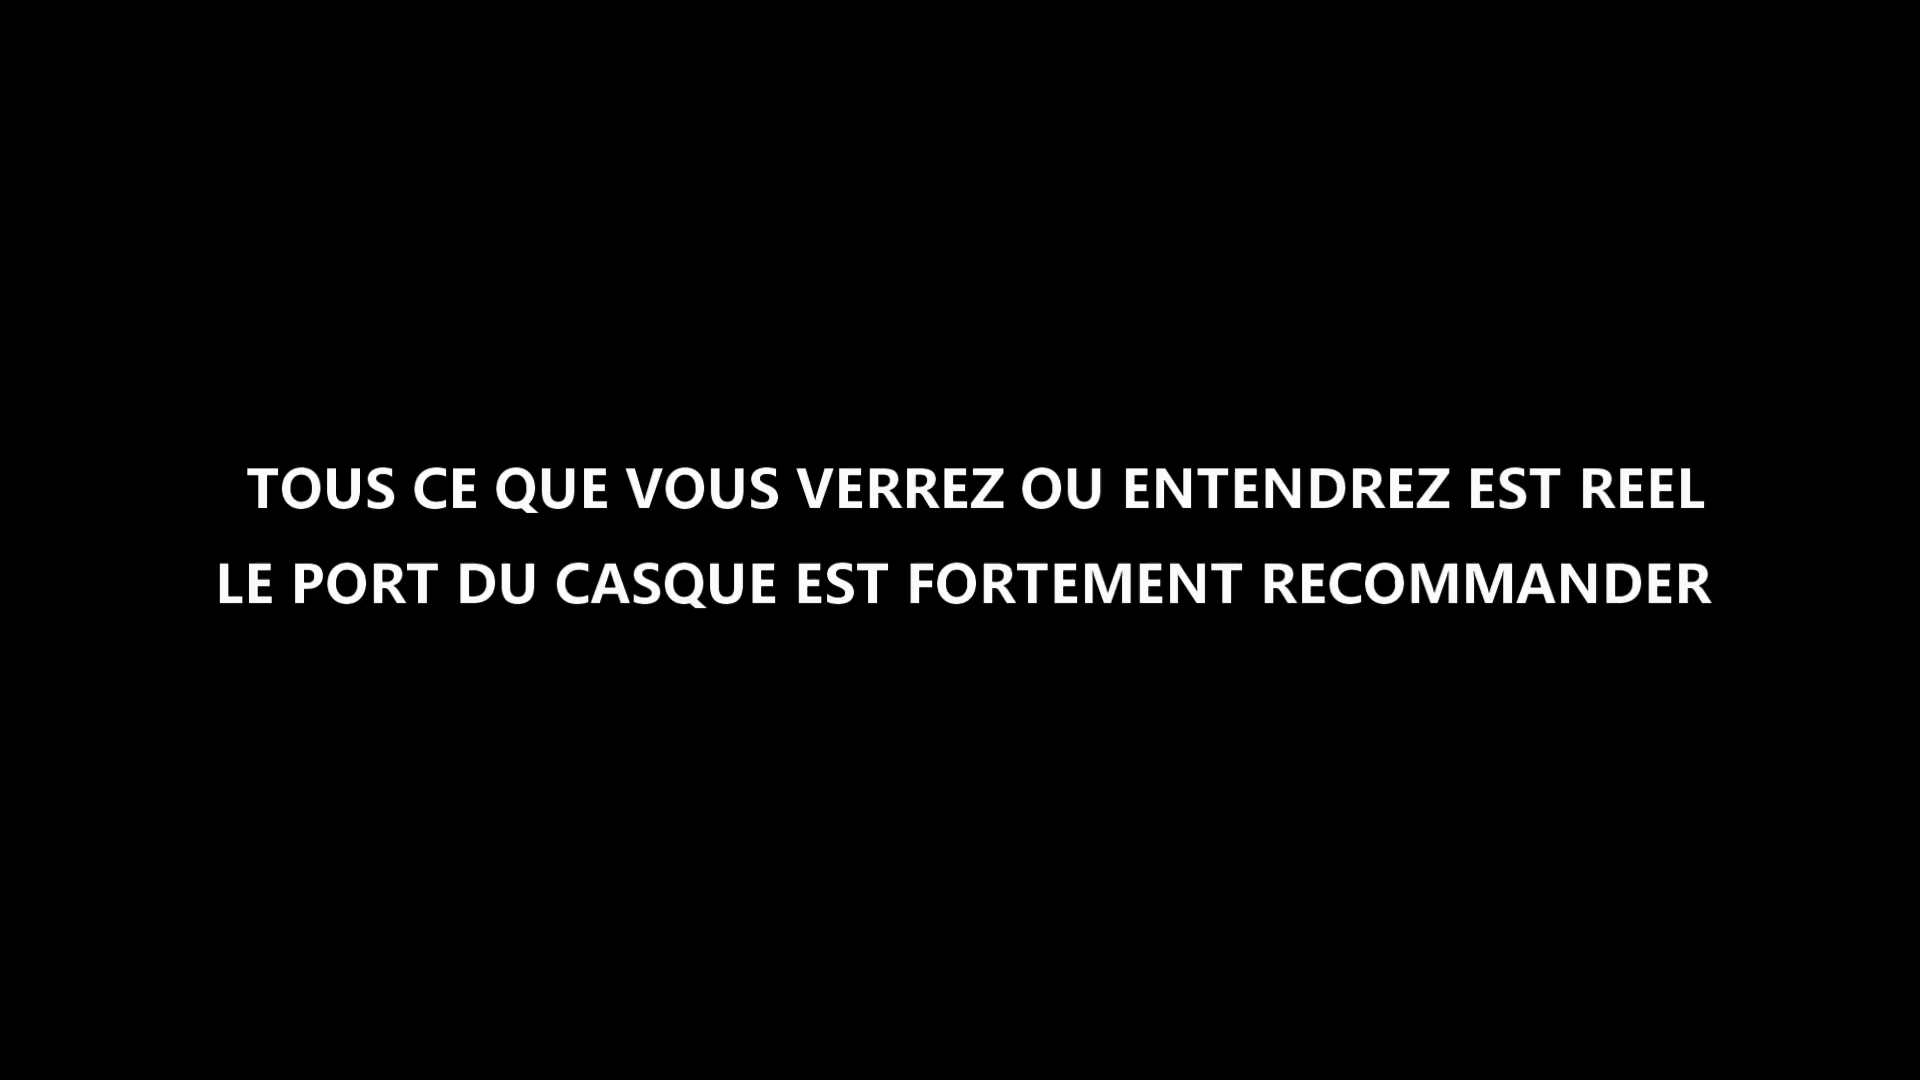 TOUS CE QUE VOUS VERREZ OU ENTENDREZ EST REEL
LE PORT DU CASQUE EST FORTEMENT RECOMMANDER